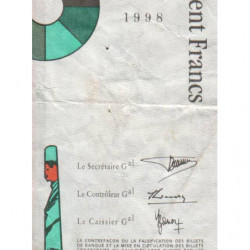 1998
ent Francs
Le Secrétaire Gal
Le Contrôleur Gal
Le Caissier Gal
LA CONTREFAÇON OU LA FALSIFICATION DES BILLETS
DE BANQUE ET LA MISE EN CIRCULATION DES BILLETS